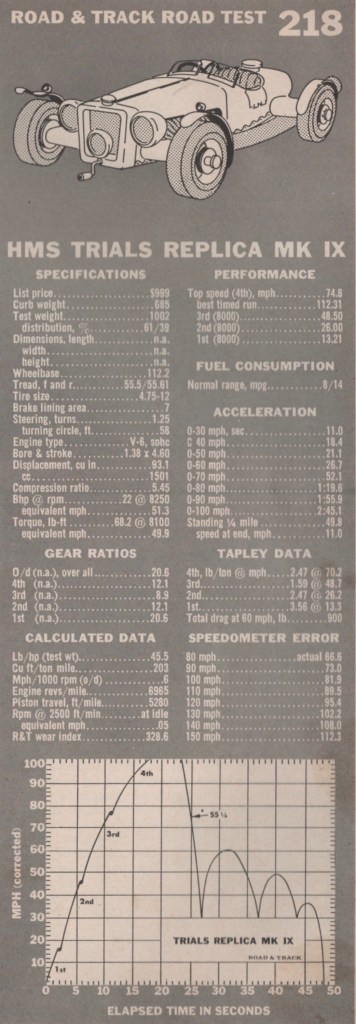 ROAD & TRACK ROAD TEST 218
HMS TRIALS REPLICA MK IX
SPECIFICATIONS
List price $999
Curb weight 685
Test weight 1002
distribution, % 61/39
Dimensions, length n.a.
width n.a.
height n.a.
Wheelbase 112.2
Tread, f and r 55.5/55.61
Tire size 4.75-12
Brake lining area 7
Steering, turns 1.25
turning circle, ft 56
Engine type V-6, sohc
Bore & stroke 1.38 x 4.60
Displacement, cu in 93.1
cc 1501
Compression ratio 5.45
Bhp @ rpm 22 @ 8250
equivalent mph 51.3
Torque, lb-ft 68.2 @ 8100
equivalent mph 49.9
GEAR RATIOS
O/d (n.a.), over all 20.6
4th (n.a.) 12.1
3rd (n.a.) 8.9
2nd (n.a.) 12.1
1st (n.a.) 20.6
CALCULATED DATA
Lb/hp (test wt) 45.5
Cu ft/ton mile 203
Mph/1000 rpm (o/d) .6
Engine revs/mile 6965
Piston travel, ft/mile 5280
Rpm @ 2500 ft/min at idle
equivalent mph .05
R&T wear index 328.6
PERFORMANCE
Top speed (4th), mph 74.8
best timed run 112.31
3rd (8000) 48.50
2nd (8000) 26.00
1st (8000) 13.21
FUEL CONSUMPTION
Normal range, mpg 8/14
ACCELERATION
0-30 mph, sec 11.0
0-40 mph 18.4
0-50 mph 21.1
0-60 mph 26.7
0-70 mph 52.1
0-80 mph 1:19.6
0-90 mph 1:55.9
0-100 mph 2:45.1
Standing ¼ mile 49.8
speed at end, mph 11.0
TAPLEY DATA
4th, lb/ton @ mph 2.47 @ 70.2
3rd 1.59 @ 48.7
2nd 2.47 @ 26.2
1st 3.56 @ 13.3
Total drag at 60 mph, lb 900
SPEEDOMETER ERROR
80 mph actual 66.6
90 mph 73.0
100 mph 81.9
110 mph 89.5
120 mph 95.4
130 mph 102.2
140 mph 108.0
150 mph 112.3
MPH (corrected)
100
90
80
70
60
50
40
30
20
10
4th
3rd
2nd
1st
TRIALS REPLICA MK IX
ROAD & TRACK
0 5 10 15 20 25 30 35 40 45 50
ELAPSED TIME IN SECONDS